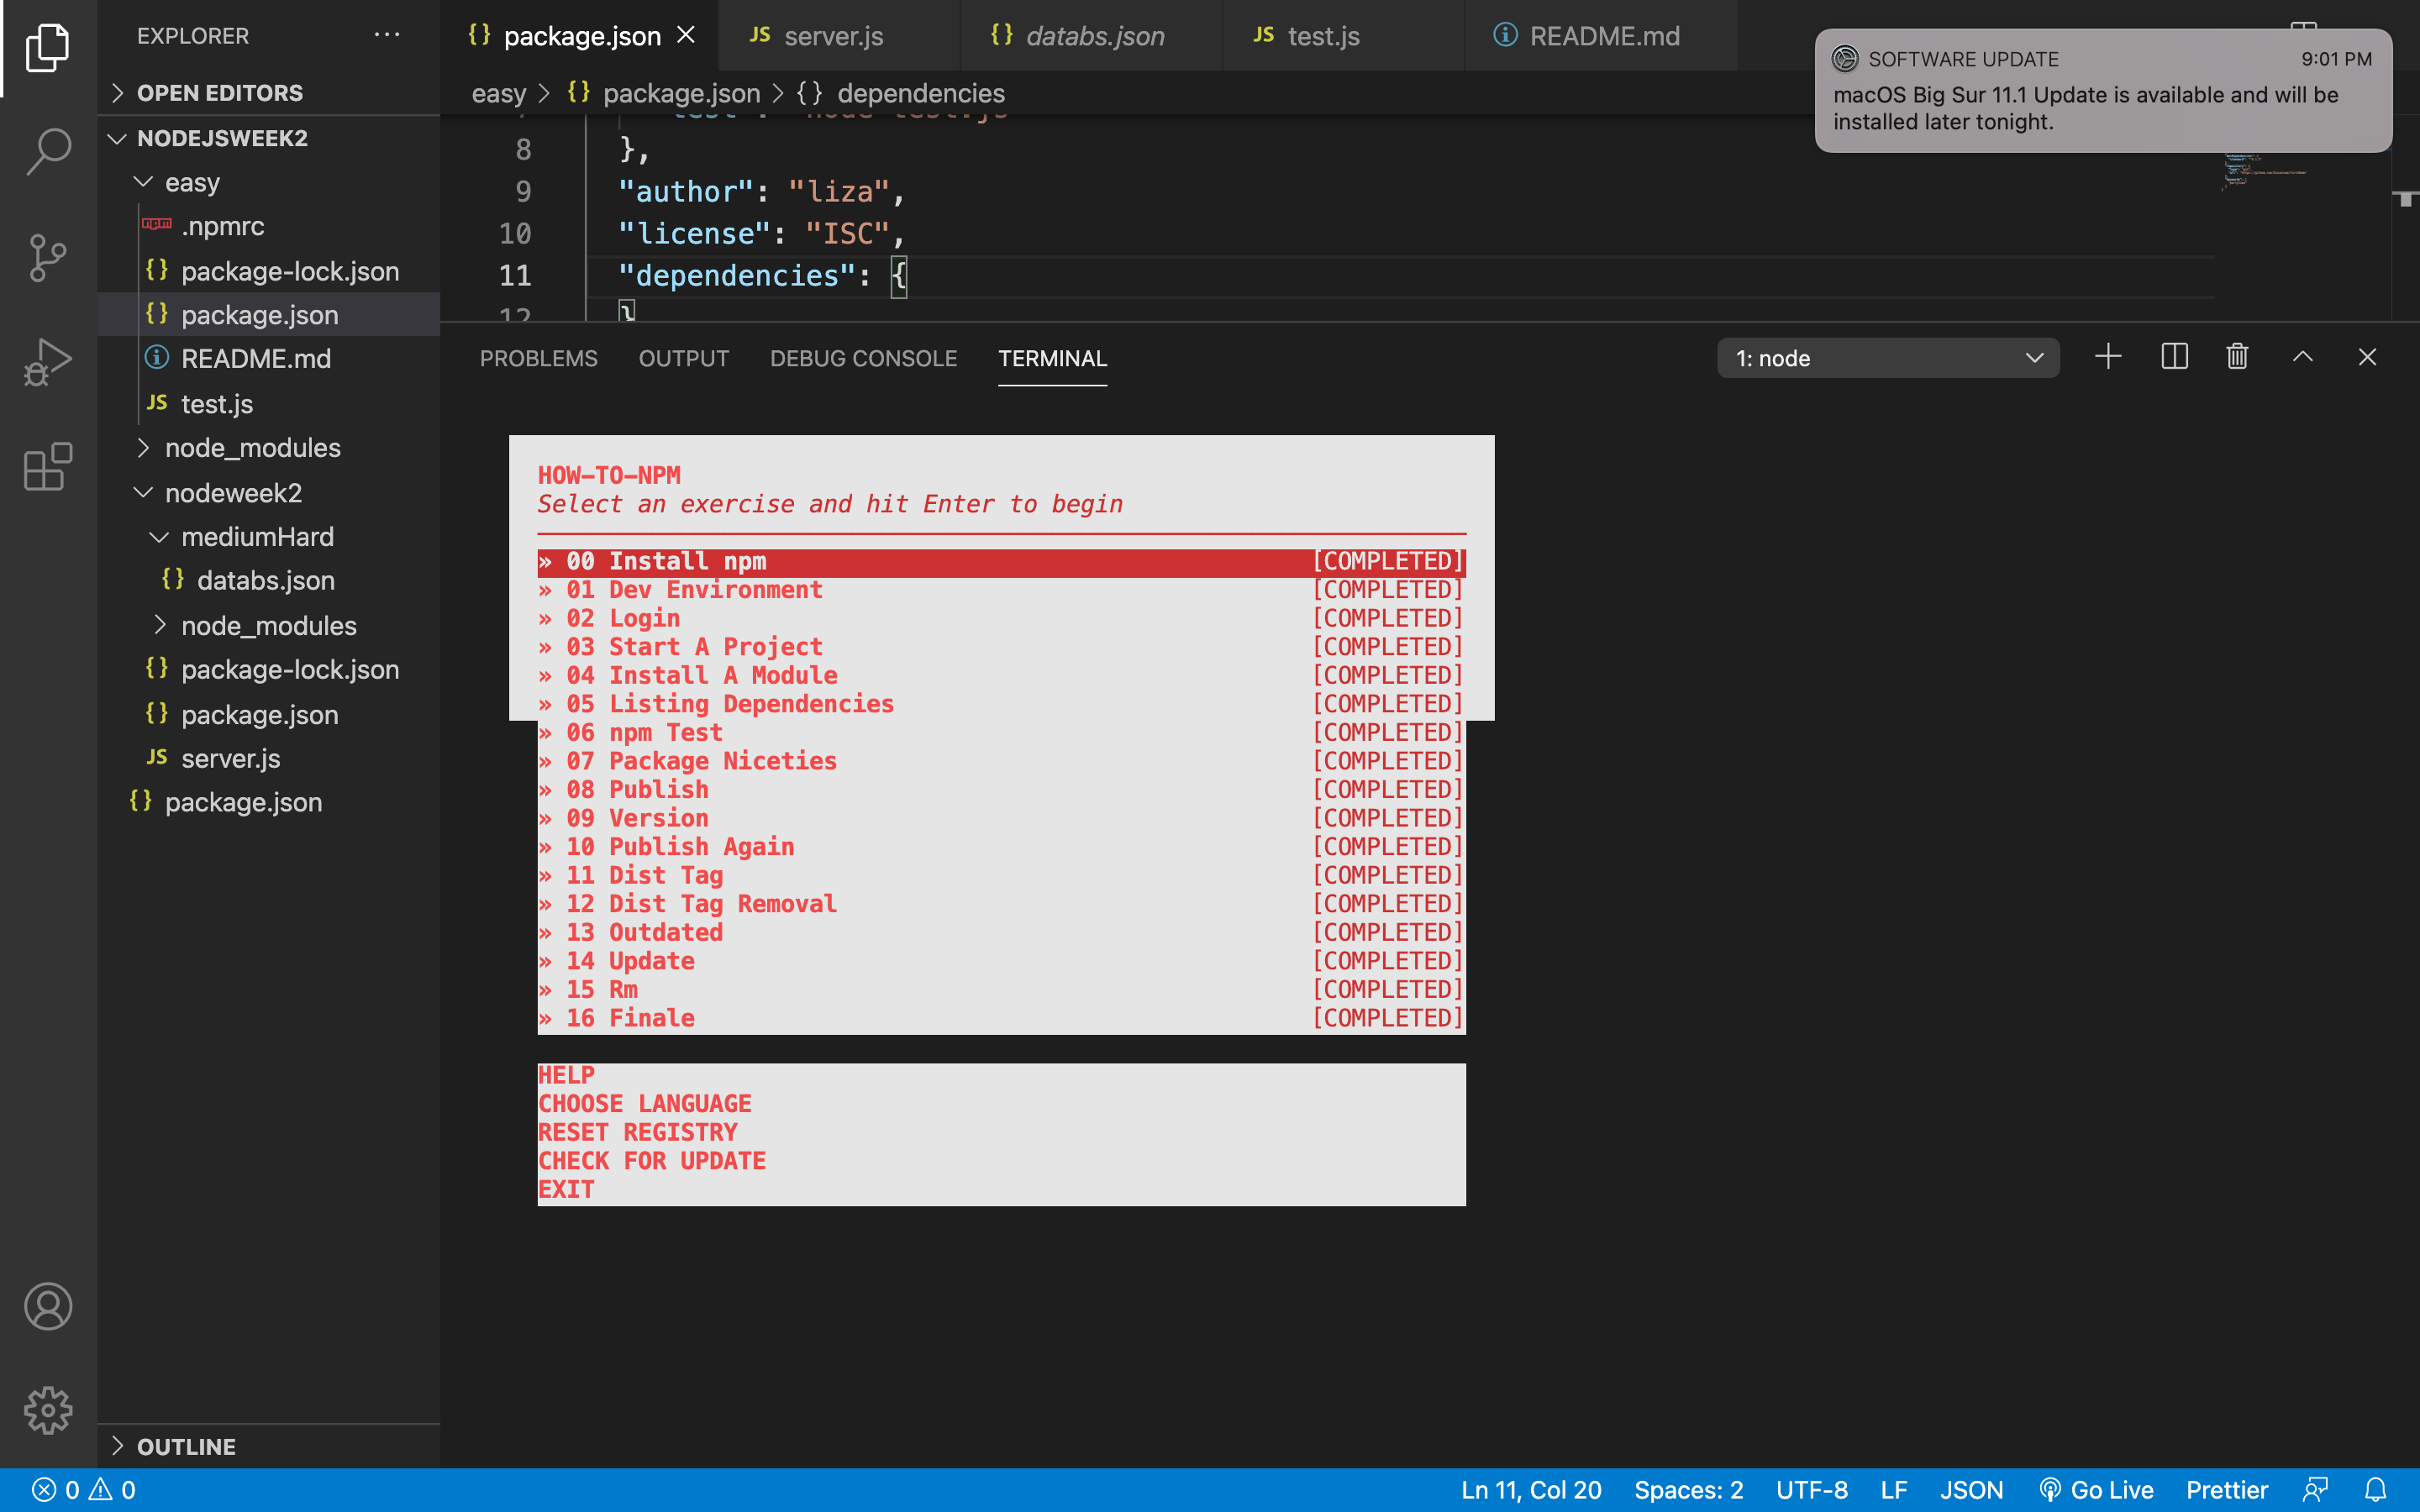 EXPLORER
OPEN EDITORS
NODEJSWEEK2
easy
.npmrc
package-lock.json
package.json
README.md
test.js
node_modules
nodeweek2
mediumHard
databs.json
node_modules
package-lock.json
package.json
server.js
package.json
OUTLINE
package.json
server.js
databs.json
test.js
README.md
easy > package.json > {} dependencies
SOFTWARE UPDATE 9:01 PM
macOS Big Sur 11.1 Update is available and will be
installed later tonight.
8 },
9 "author": "liza",
10 "license": "ISC",
11 "dependencies": {
12 }
PROBLEMS OUTPUT DEBUG CONSOLE TERMINAL 1: node
HOW-TO-NPM
Select an exercise and hit Enter to begin
» 00 Install npm [COMPLETED]
» 01 Dev Environment [COMPLETED]
» 02 Login [COMPLETED]
» 03 Start A Project [COMPLETED]
» 04 Install A Module [COMPLETED]
» 05 Listing Dependencies [COMPLETED]
» 06 npm Test [COMPLETED]
» 07 Package Niceties [COMPLETED]
» 08 Publish [COMPLETED]
» 09 Version [COMPLETED]
» 10 Publish Again [COMPLETED]
» 11 Dist Tag [COMPLETED]
» 12 Dist Tag Removal [COMPLETED]
» 13 Outdated [COMPLETED]
» 14 Update [COMPLETED]
» 15 Rm [COMPLETED]
» 16 Finale [COMPLETED]
HELP
CHOOSE LANGUAGE
RESET REGISTRY
CHECK FOR UPDATE
EXIT
0 0 Ln 11, Col 20 Spaces: 2 UTF-8 LF JSON Go Live Prettier